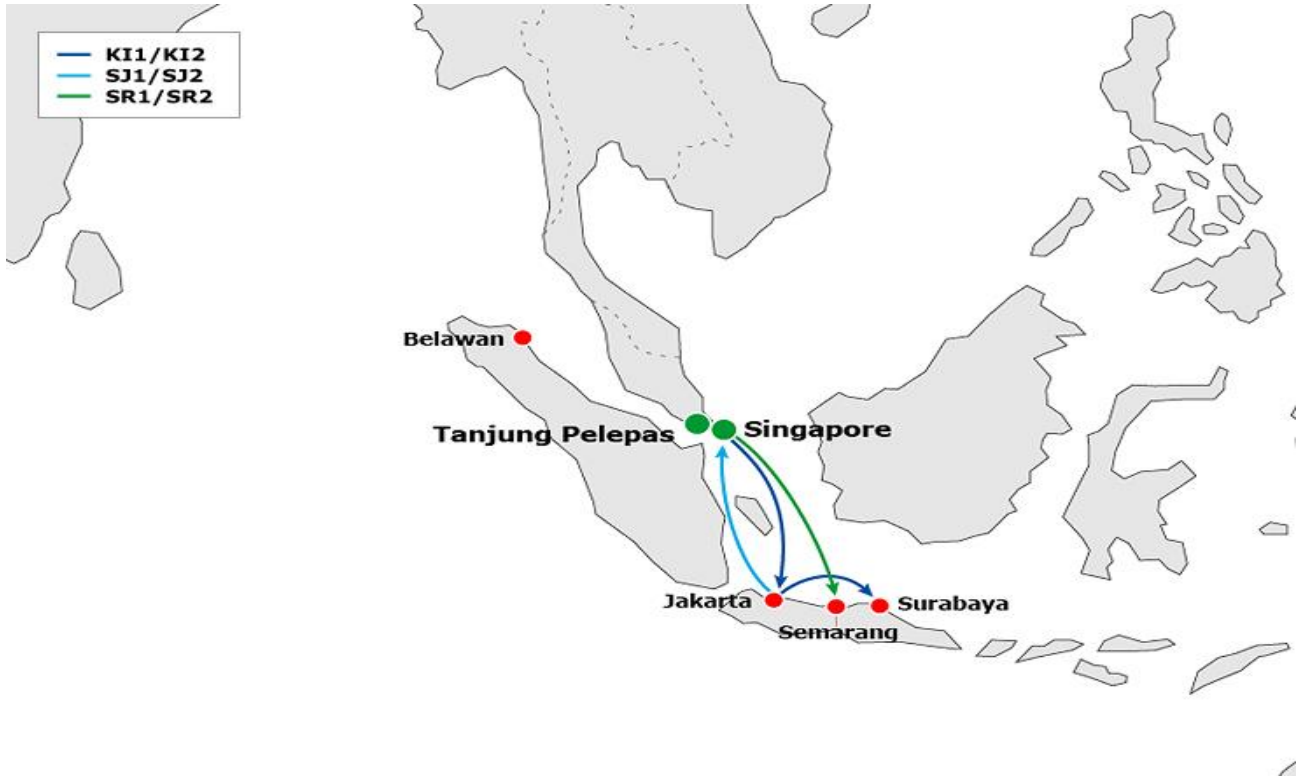 KI1/KI2
SJ1/SJ2
SR1/SR2
Belawan
Tanjung Pelepas
Singapore
Jakarta
Surabaya
Semarang